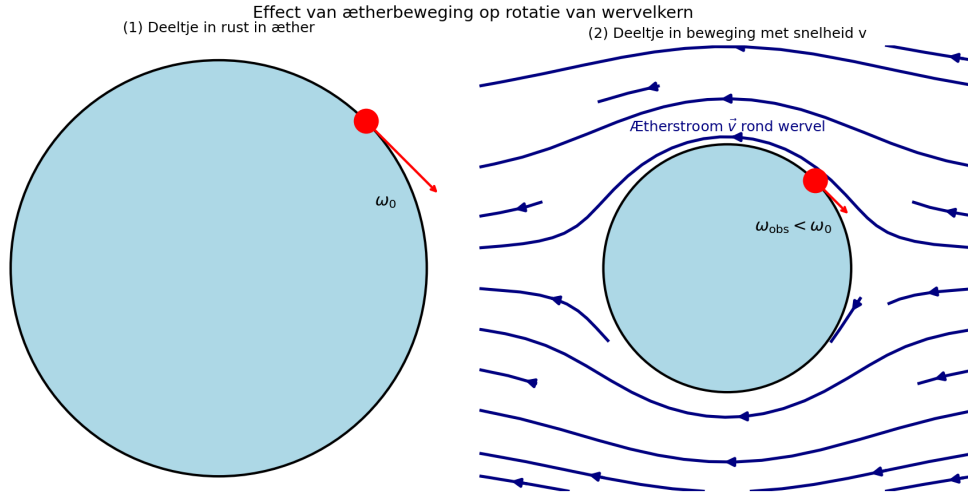 Effect van ætherbeweging op rotatie van wervelkern
(1) Deeltje in rust in æther
(2) Deeltje in beweging met snelheid v
Ætherstroom v⃗ rond wervel
ω₀
ω_obs < ω₀